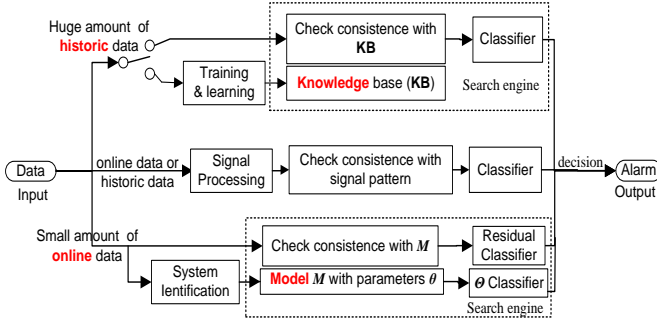 Huge amount of
historic data
Check consistence with
KB
Classifier
Training
& learning
Knowledge base (KB)
Search engine
Data
Input
online data or
historic data
Signal
Processing
Check consistence with
signal pattern
Classifier
decision
Alarm
Output
Small amount of
online data
Check consistence with M
Residual
Classifier
System
Ientification
Model M with parameters θ
Θ Classifier
Search engine